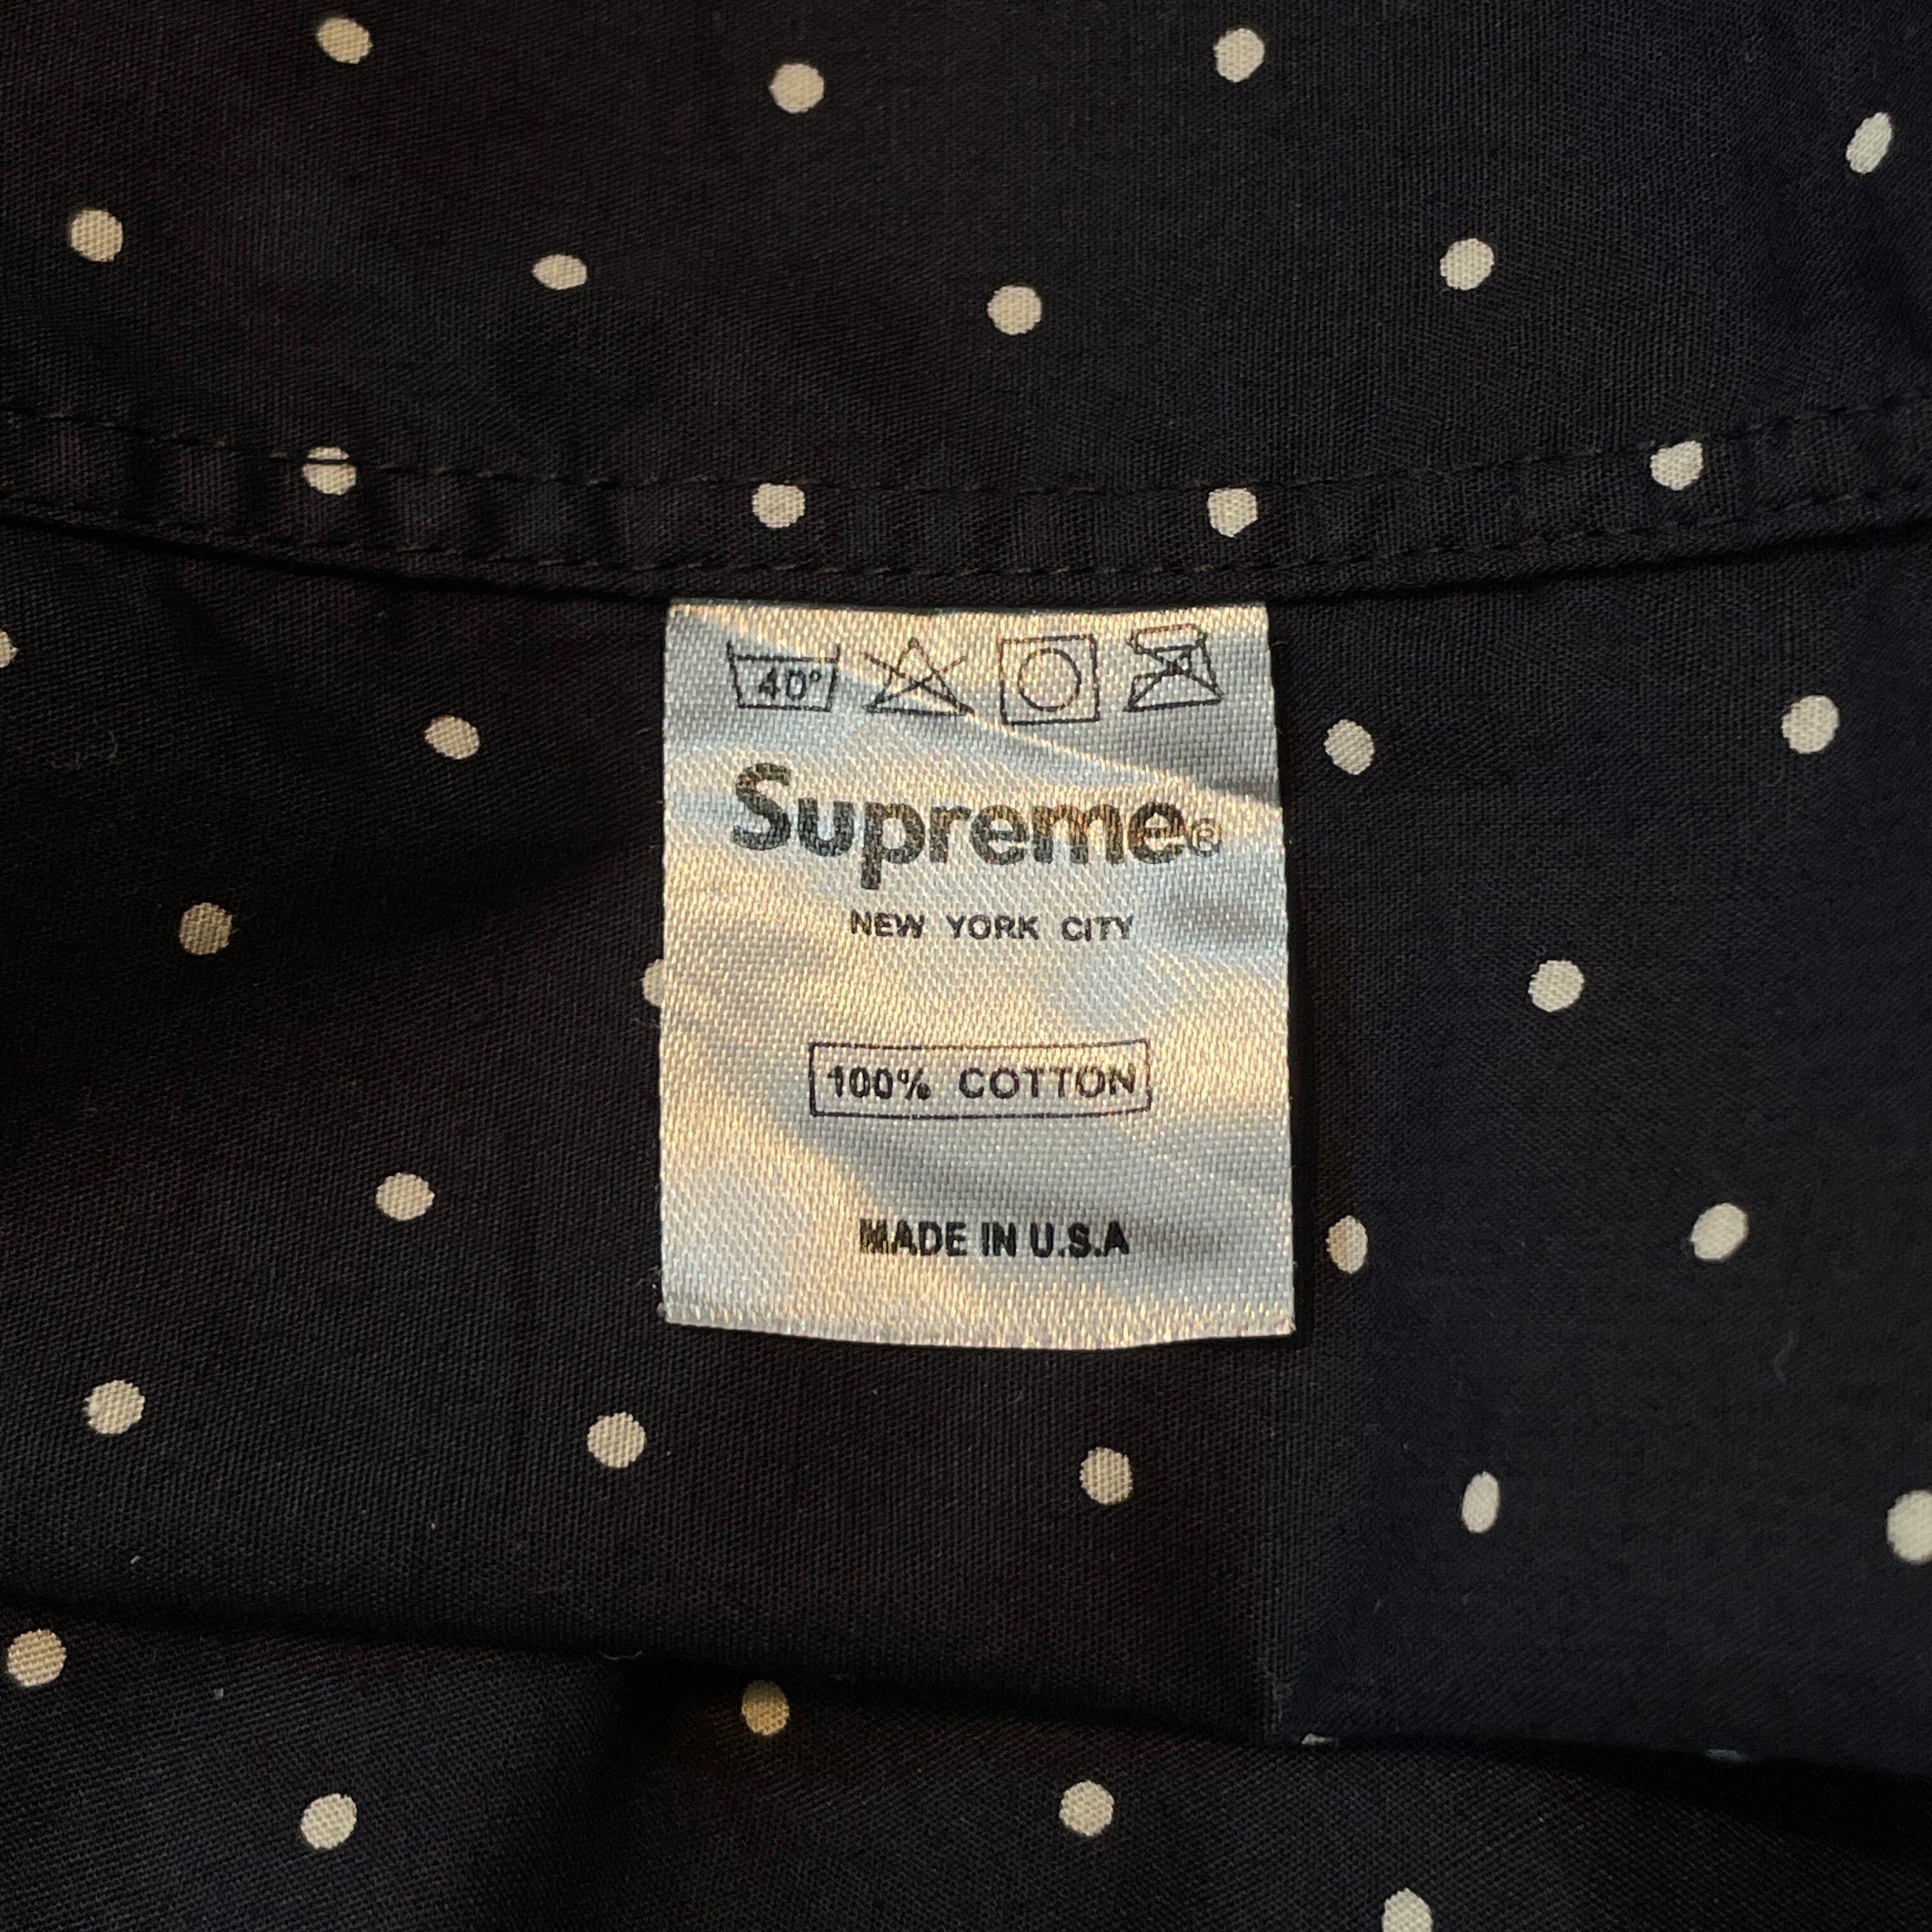 40°
Supreme®
NEW YORK CITY
100% COTTON
MADE IN U.S.A